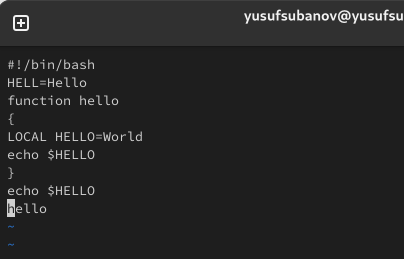 yusufsubanov@yusufsu
#!/bin/bash
HELL=Hello
function hello
{
LOCAL HELLO=World
echo $HELLO
}
echo $HELLO
hello
~
~